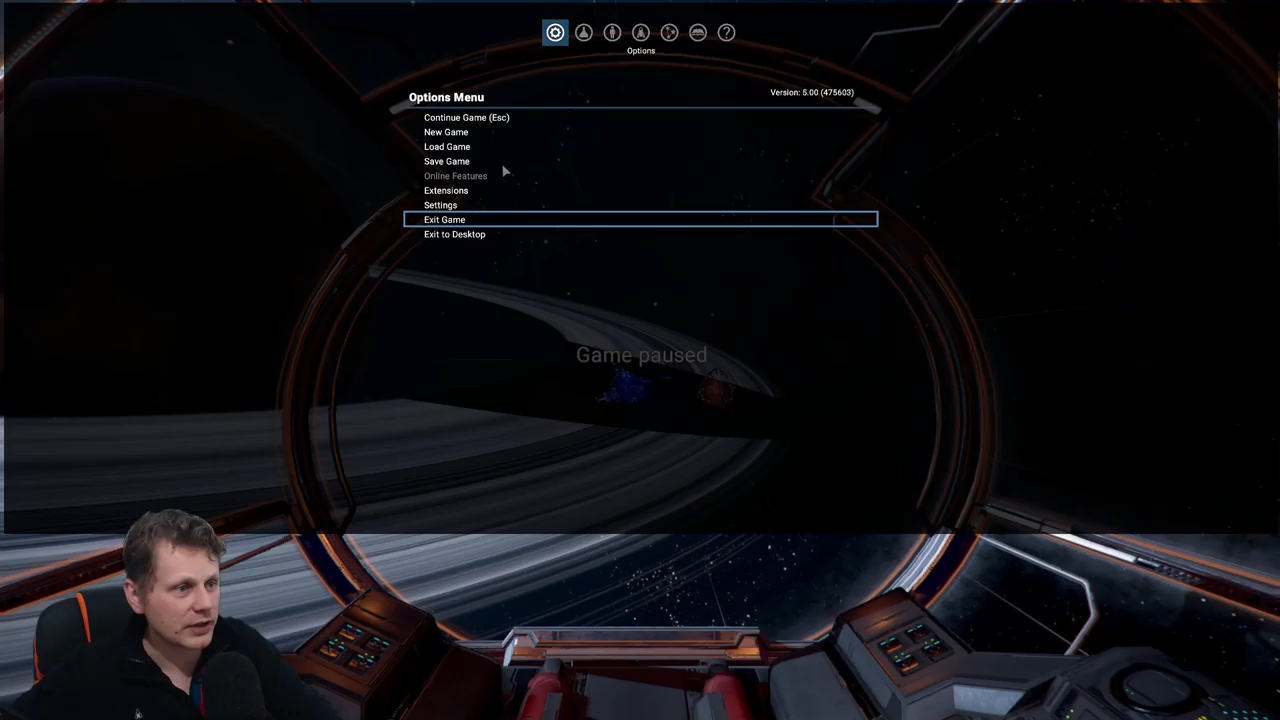 Options
Options Menu
Version: 5.00 (475603)
Continue Game (Esc)
New Game
Load Game
Save Game
Online Features
Extensions
Settings
Exit Game
Exit to Desktop
Game paused